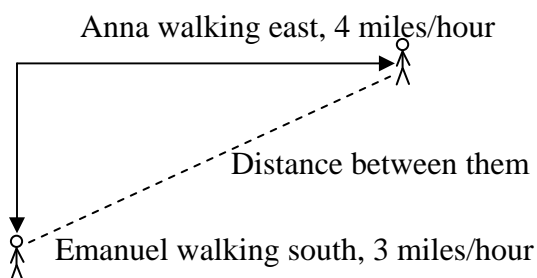 Anna walking east, 4 miles/hour
Distance between them
Emanuel walking south, 3 miles/hour